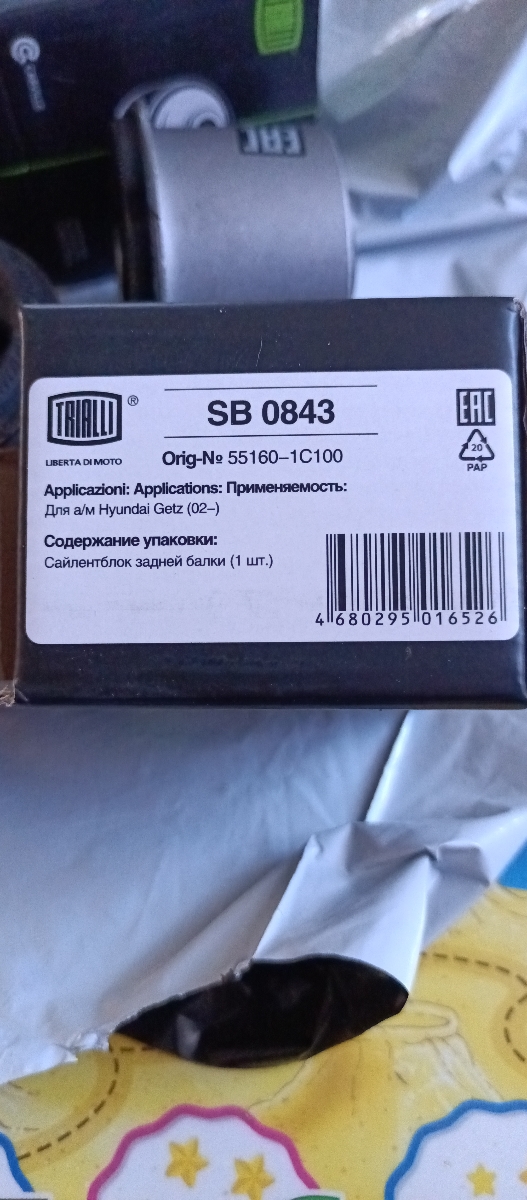 EAC
TRIALLI ®
LIBERTA DI MOTO
SB 0843
Orig-№ 55160–1C100
EAC
20
PAP
Applicazioni: Applications: Применяемость:
Для а/м Hyundai Getz (02–)
Содержание упаковки:
Сайлентблок задней балки (1 шт.)
4 680295 016526